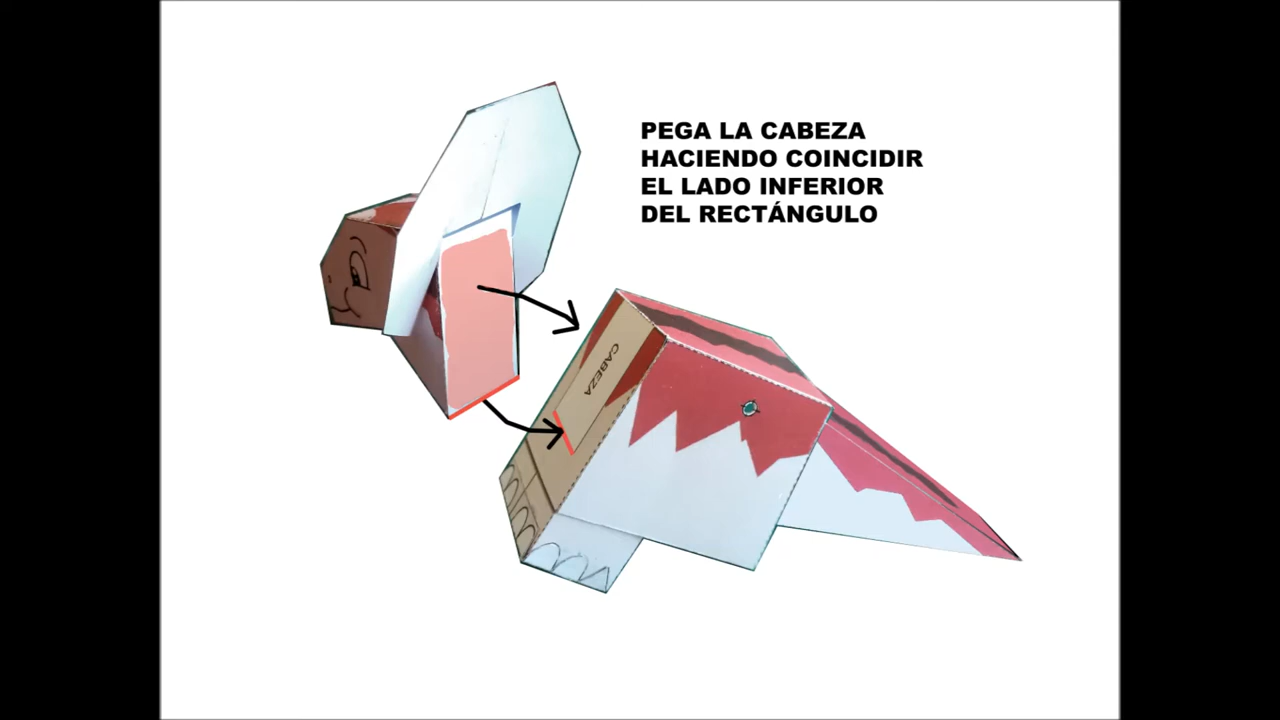 PEGA LA CABEZA
HACIENDO COINCIDIR
EL LADO INFERIOR
DEL RECTÁNGULO
CABEZA